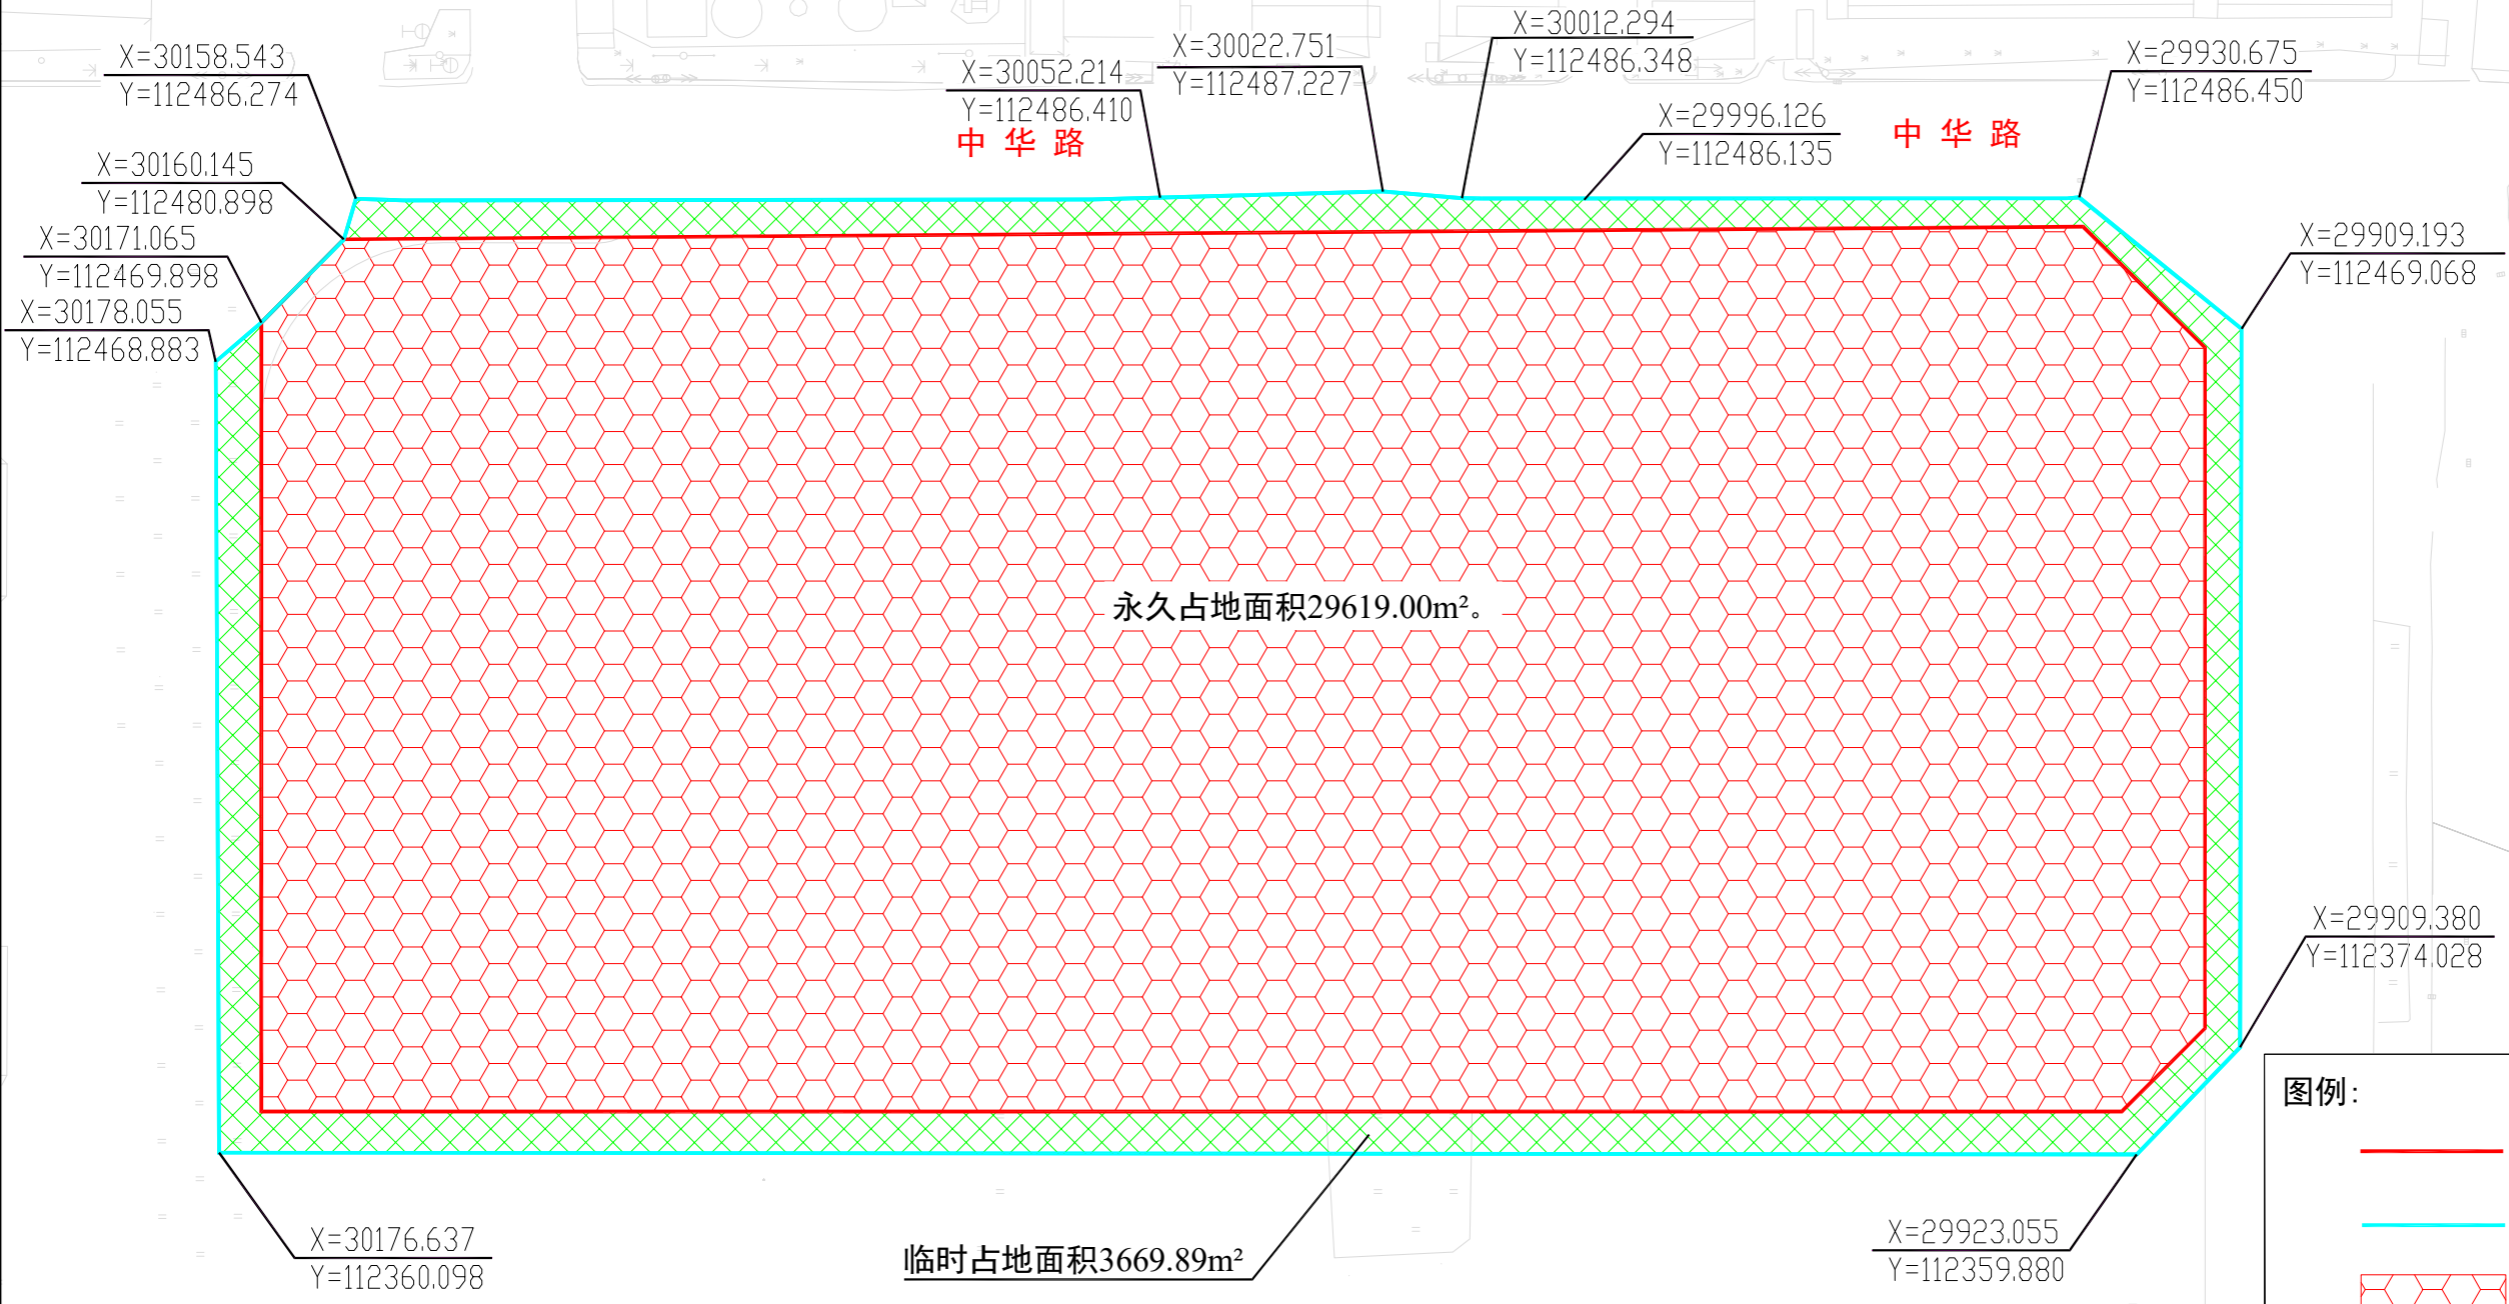 X=30012.294
Y=112486.348
X=30022.751
Y=112487.227
X=30158.543
Y=112486.274
X=30052.214
Y=112486.410
X=29930.675
Y=112486.450
X=29996.126
Y=112486.135
中 华 路
中 华 路
X=30160.145
Y=112480.898
X=30171.065
Y=112469.898
X=29909.193
Y=112469.068
X=30178.055
Y=112468.883
永久占地面积29619.00m²。
X=29909.380
Y=112374.028
图例:
X=30176.637
Y=112360.098
临时占地面积3669.89m²
X=29923.055
Y=112359.880